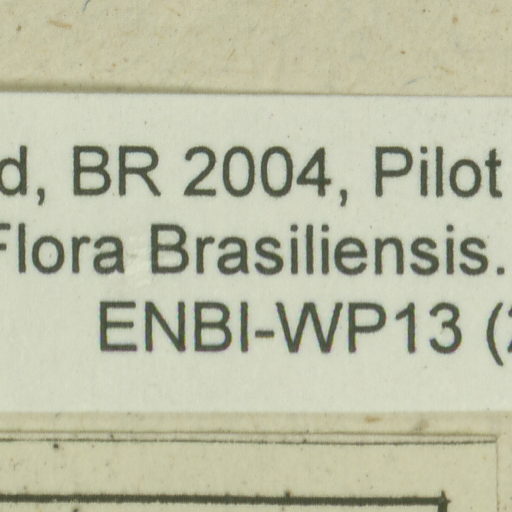 d, BR 2004, Pilot
Flora Brasiliensis.
ENBI-WP13 (